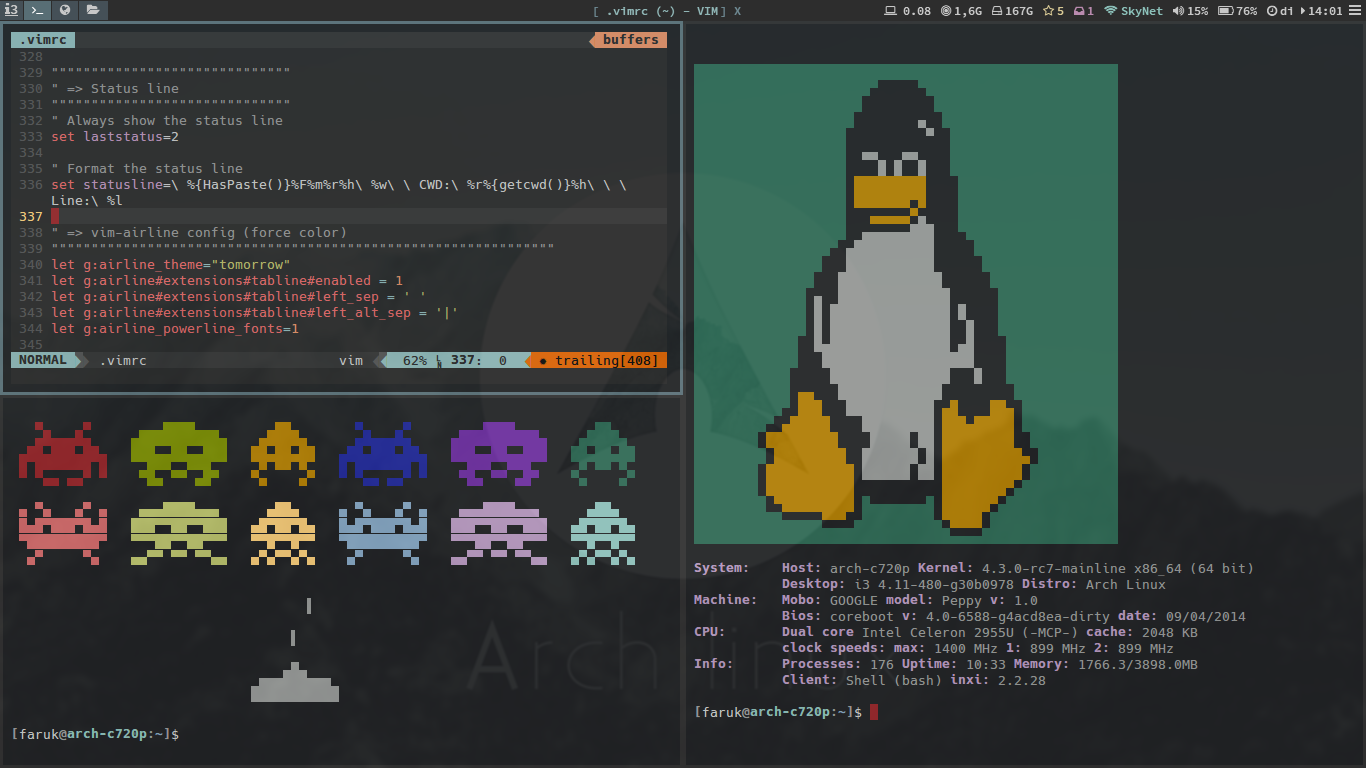 i3 >_ [ .vimrc (~) - VIM] X 0.08 1,6G 167G 5 1 SkyNet 15% 76% di 14:01
.vimrc buffers
328
329 """"""""""""""""""""""""""""""
330 " => Status line
331 """"""""""""""""""""""""""""""
332 " Always show the status line
333 set laststatus=2
334
335 " Format the status line
336 set statusline=\ %{HasPaste()}%F%m%r%h\ %w\ \ CWD:\ %r%{getcwd()}%h\ \ \
Line:\ %l
337
338 " => vim-airline config (force color)
339 """""""""""""""""""""""""""""""""""""""""""""""""""""""""""""""
340 let g:airline_theme="tomorrow"
341 let g:airline#extensions#tabline#enabled = 1
342 let g:airline#extensions#tabline#left_sep = ' '
343 let g:airline#extensions#tabline#left_alt_sep = '|'
344 let g:airline_powerline_fonts=1
345
NORMAL .vimrc vim 62% 337: 0 trailing[408]
Arch lin
[faruk@arch-c720p:~]$
System: Host: arch-c720p Kernel: 4.3.0-rc7-mainline x86_64 (64 bit)
Desktop: i3 4.11-480-g30b0978 Distro: Arch Linux
Machine: Mobo: GOOGLE model: Peppy v: 1.0
Bios: coreboot v: 4.0-6588-g4acd8ea-dirty date: 09/04/2014
CPU: Dual core Intel Celeron 2955U (-MCP-) cache: 2048 KB
clock speeds: max: 1400 MHz 1: 899 MHz 2: 899 MHz
Info: Processes: 176 Uptime: 10:33 Memory: 1766.3/3898.0MB
Client: Shell (bash) inxi: 2.2.28
[faruk@arch-c720p:~]$